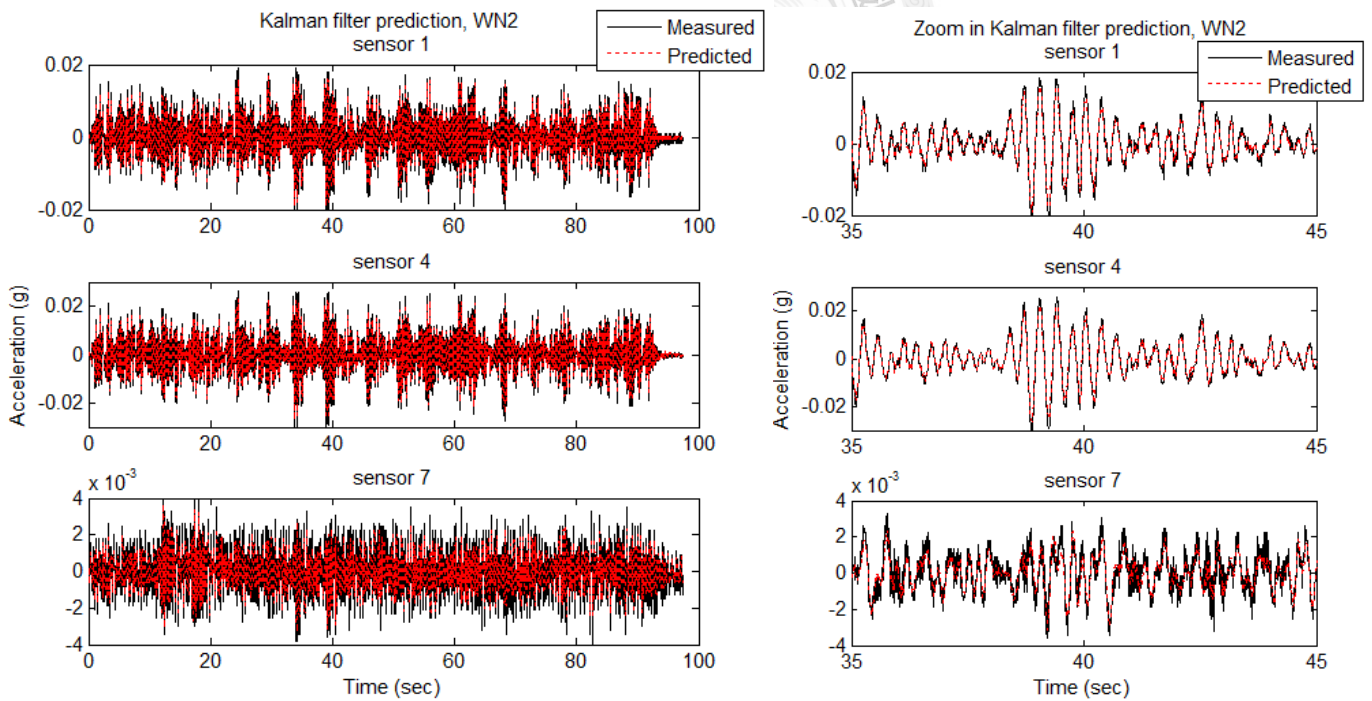 Kalman filter prediction, WN2
sensor 1
Measured
Predicted
0.02
0
-0.02
0 20 40 60 80 100
sensor 4
Acceleration (g)
0.02
0
-0.02
0 20 40 60 80 100
sensor 7
x 10^-3
4
2
0
-2
-4
0 20 40 60 80 100
Time (sec)
Zoom in Kalman filter prediction, WN2
sensor 1
Measured
Predicted
0.02
0
-0.02
35 40 45
sensor 4
Acceleration (g)
0.02
0
-0.02
35 40 45
sensor 7
x 10^-3
4
2
0
-2
-4
35 40 45
Time (sec)